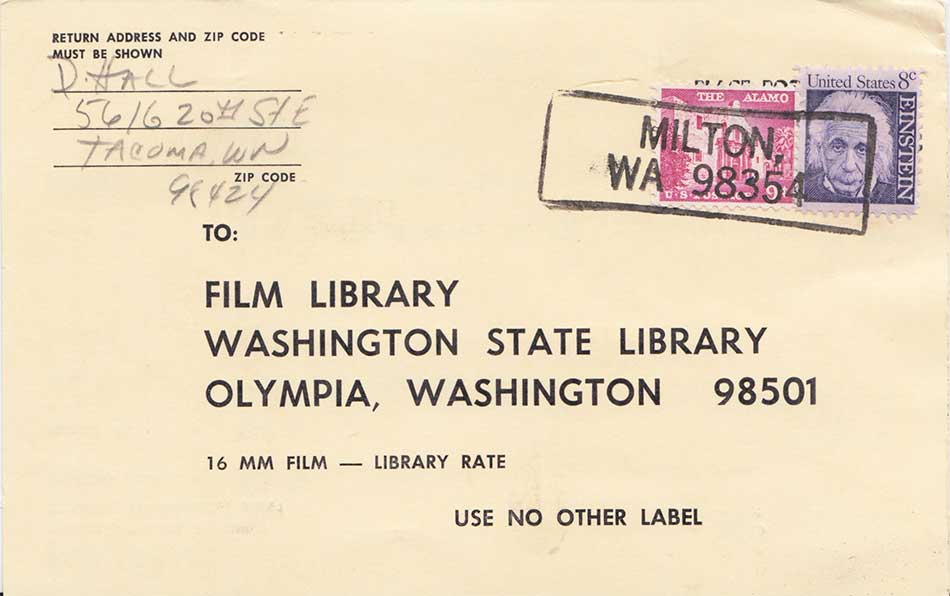 RETURN ADDRESS AND ZIP CODE
MUST BE SHOWN
D. HALL
5616 20th St E
TACOMA, WN
ZIP CODE
98424
United States 8c
EINSTEIN
THE ALAMO
9c
MILTON,
WA 98354
TO:
FILM LIBRARY
WASHINGTON STATE LIBRARY
OLYMPIA, WASHINGTON 98501
16 MM FILM — LIBRARY RATE
USE NO OTHER LABEL